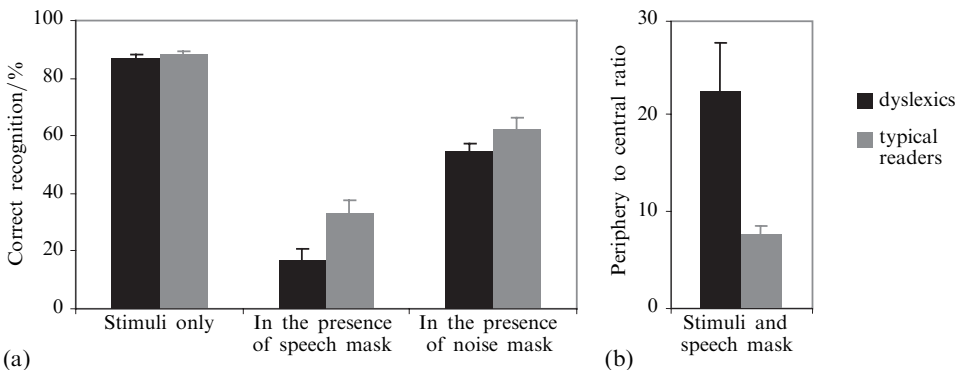 100
80
60
40
20
0
Correct recognition/%
Stimuli only
In the presence
of speech mask
In the presence
of noise mask
(a)
30
20
10
0
Periphery to central ratio
Stimuli and
speech mask
(b)
dyslexics
typical
readers